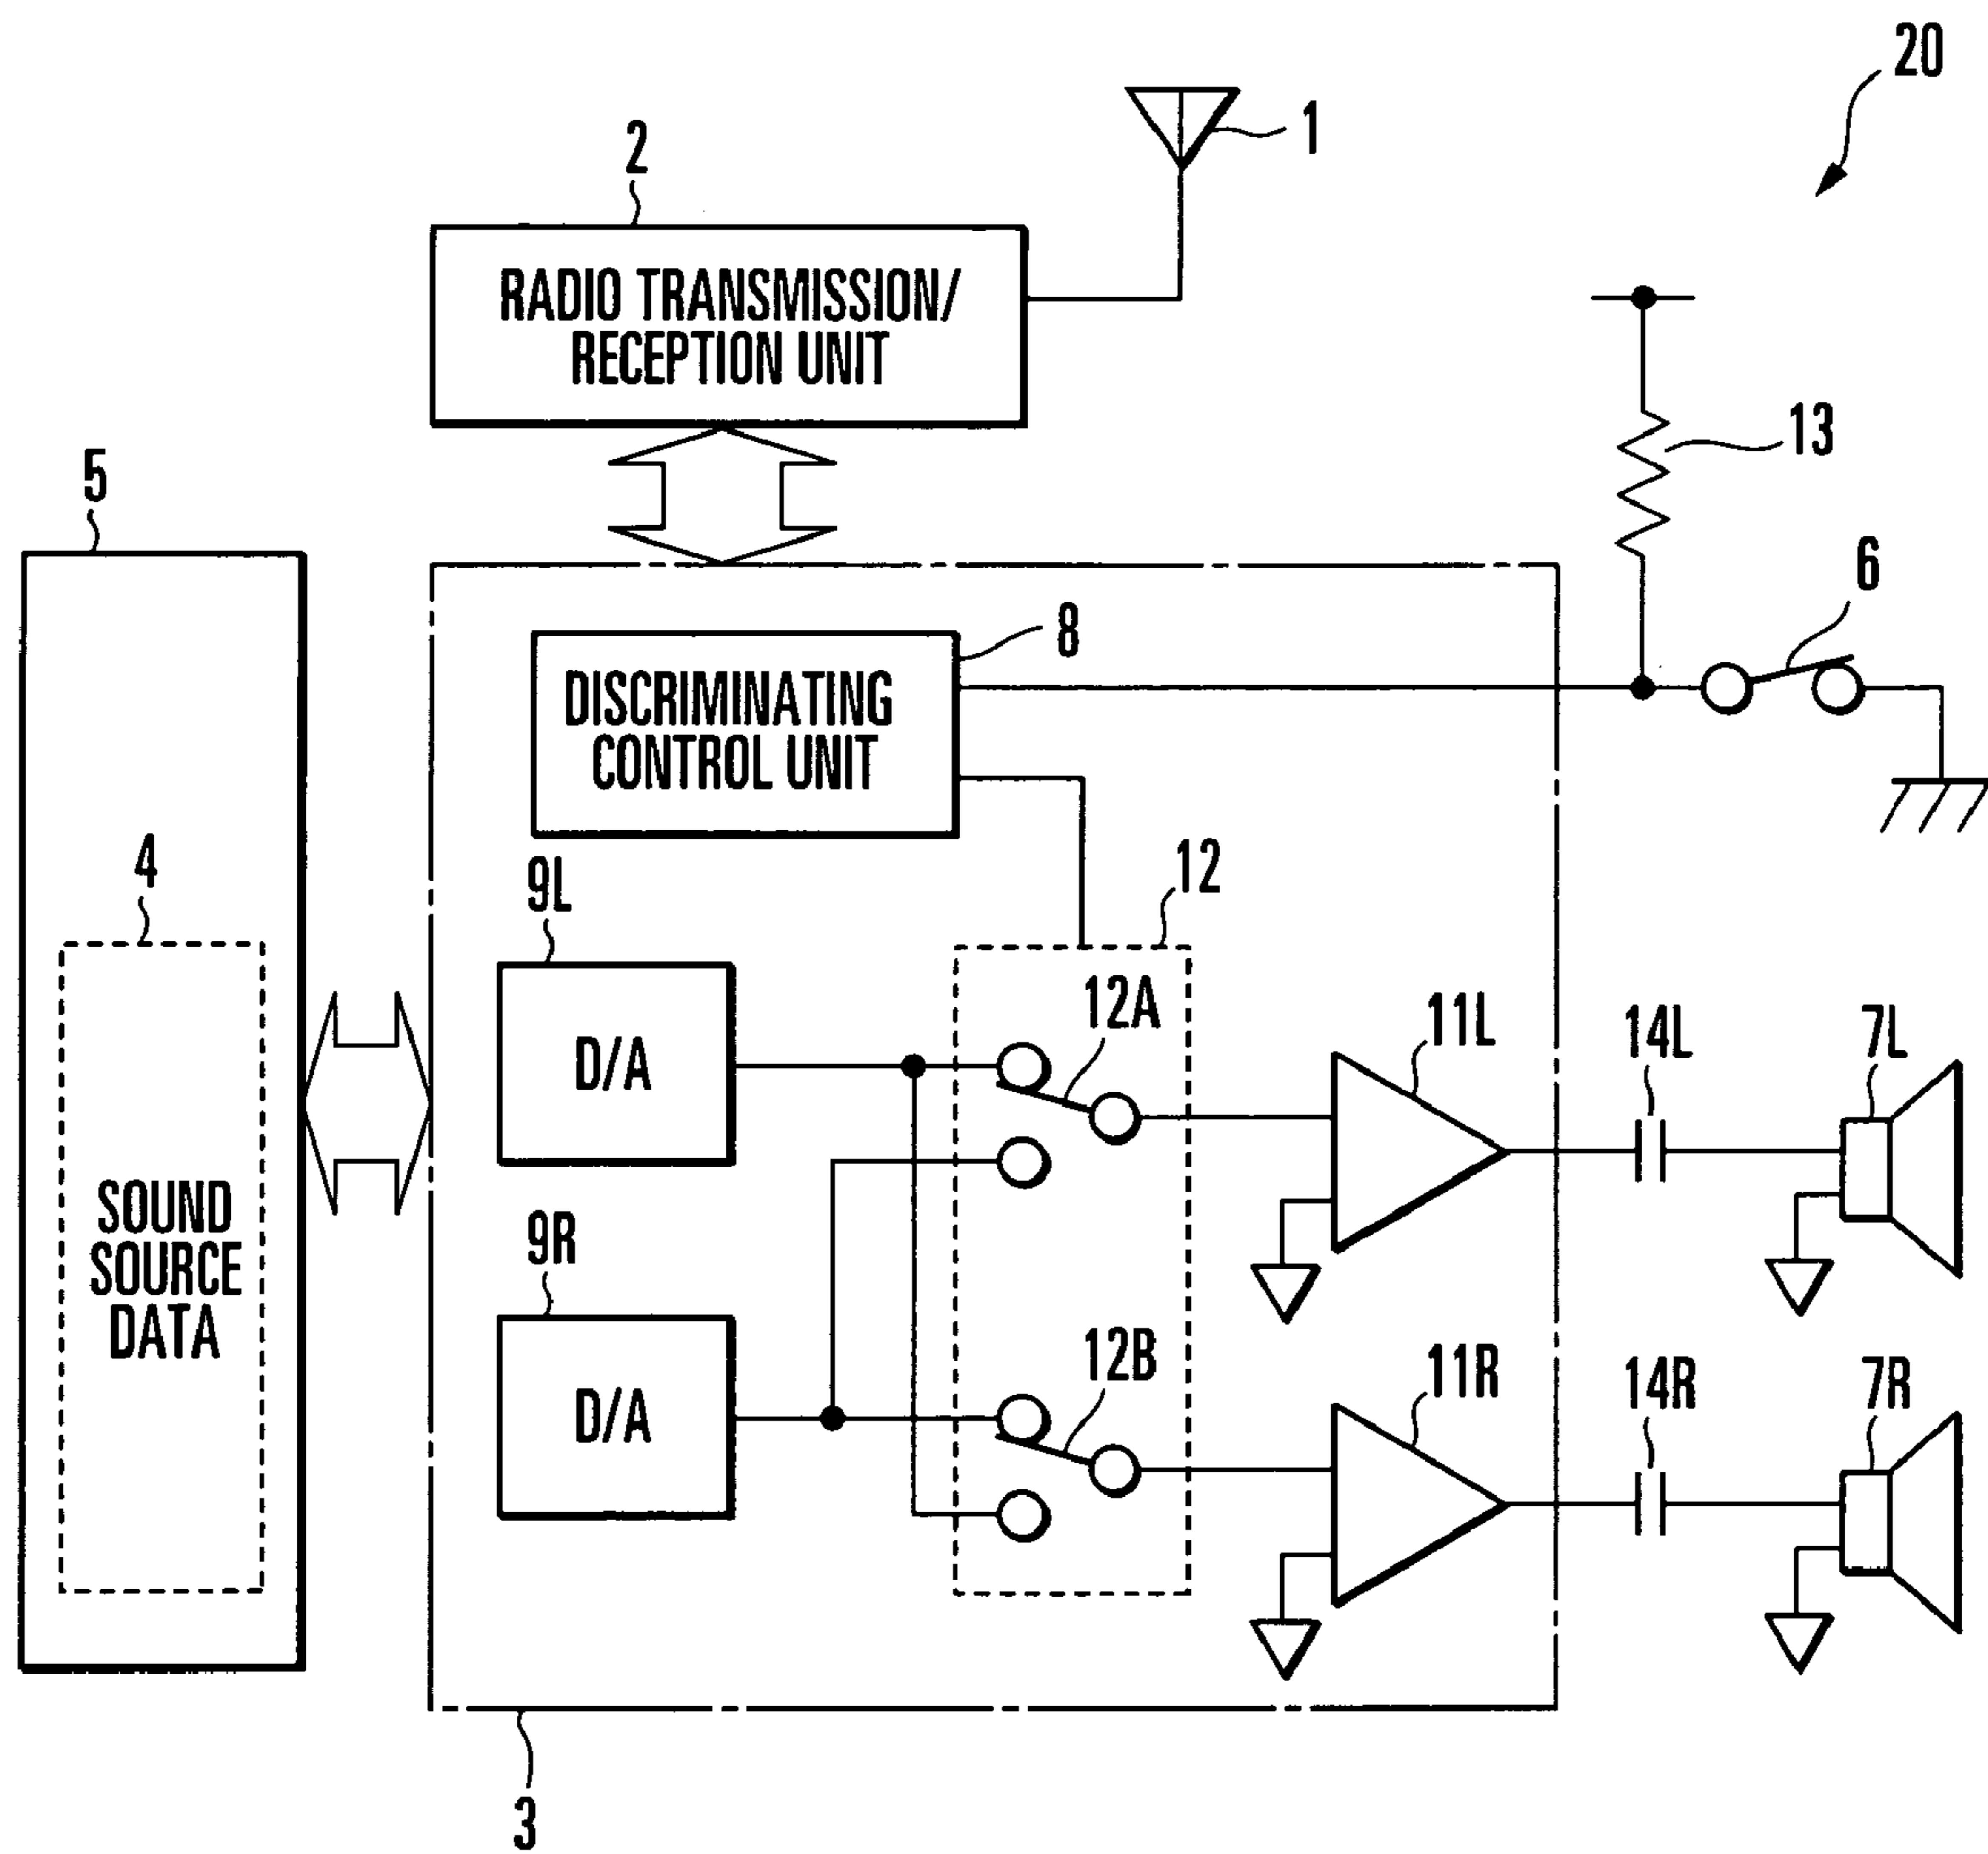 20
1
2
RADIO TRANSMISSION/
RECEPTION UNIT
13
5
6
8
DISCRIMINATING
CONTROL UNIT
4
9L
12
12A
11L
14L
7L
D/A
SOUND
SOURCE
DATA
9R
12B
11R
14R
7R
D/A
3